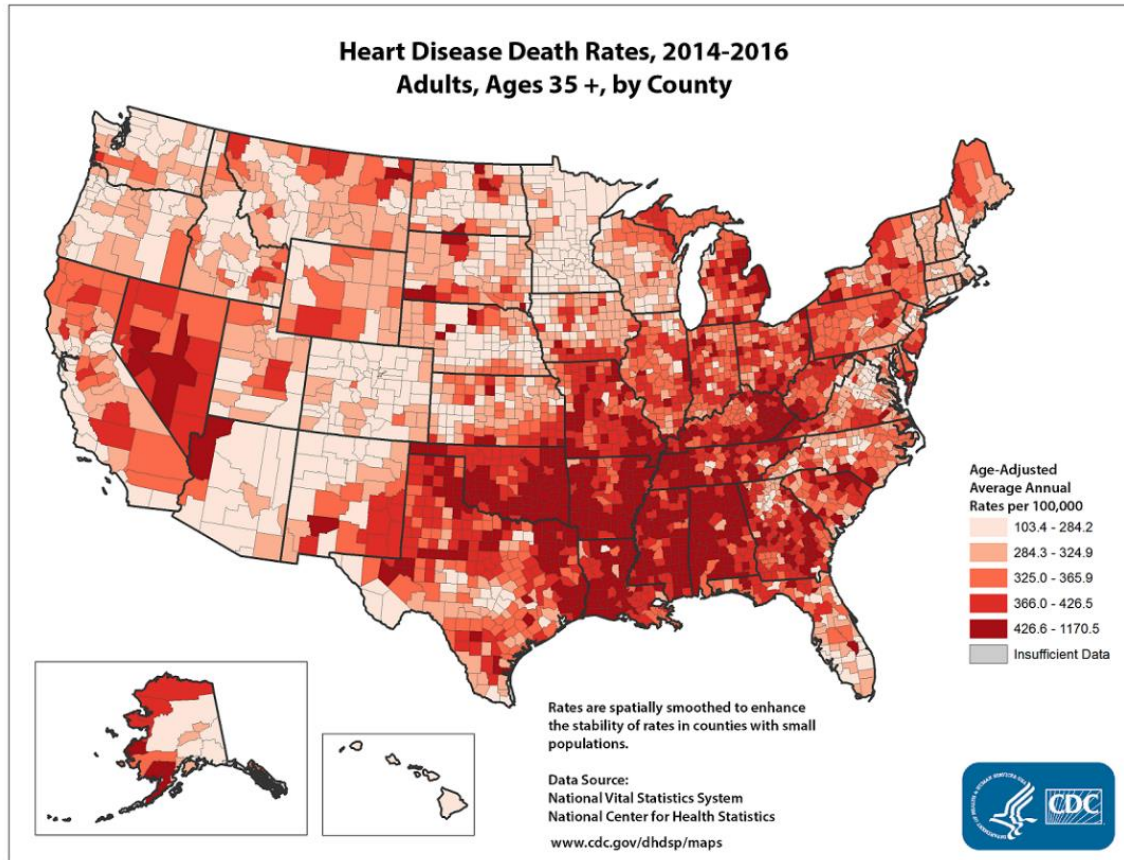 Heart Disease Death Rates, 2014-2016
Adults, Ages 35 +, by County
Age-Adjusted
Average Annual
Rates per 100,000
103.4 - 284.2
284.3 - 324.9
325.0 - 365.9
366.0 - 426.5
426.6 - 1170.5
Insufficient Data
Rates are spatially smoothed to enhance
the stability of rates in counties with small
populations.
Data Source:
National Vital Statistics System
National Center for Health Statistics
www.cdc.gov/dhdsp/maps
CDC